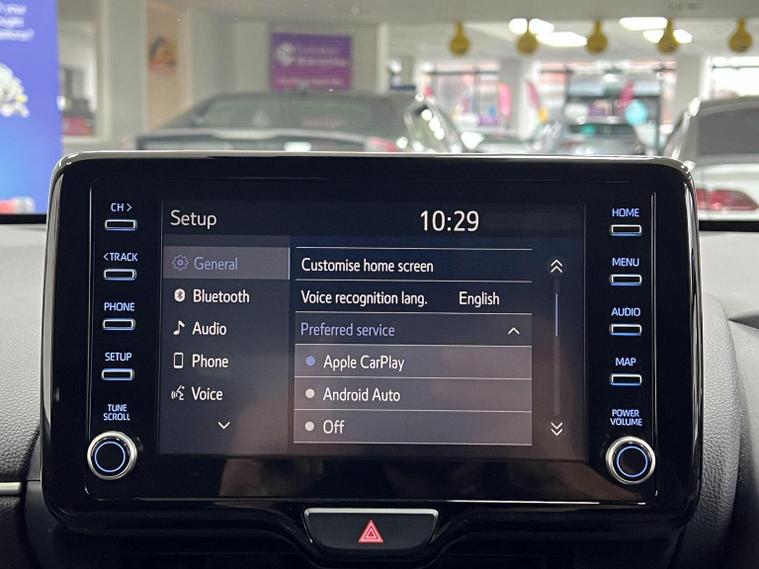 Setup
10:29
General
Bluetooth
Audio
Phone
Voice
Customise home screen
Voice recognition lang. English
Preferred service
Apple CarPlay
Android Auto
Off
CH >
< TRACK
PHONE
SETUP
TUNE
SCROLL
HOME
MENU
AUDIO
MAP
POWER
VOLUME